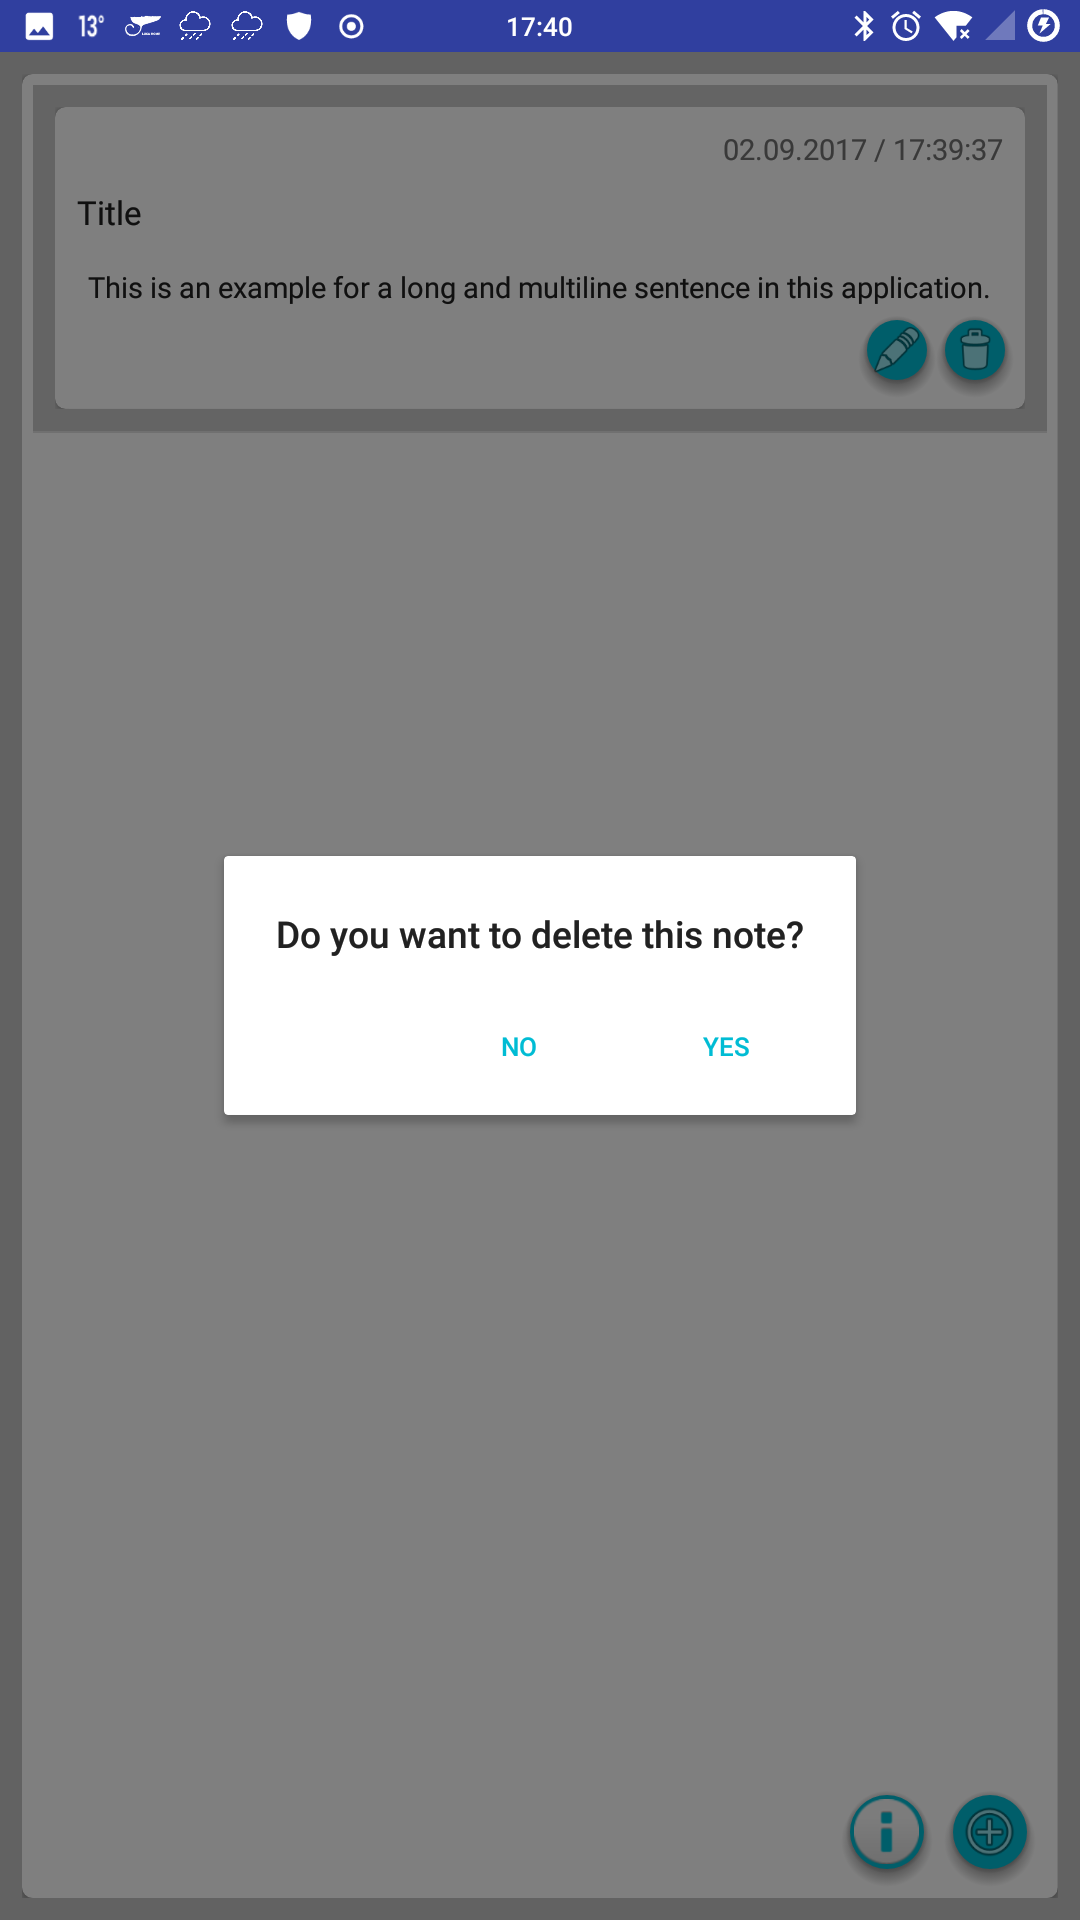 13° 17:40
02.09.2017 / 17:39:37
Title
This is an example for a long and multiline sentence in this application.
Do you want to delete this note?
NO YES